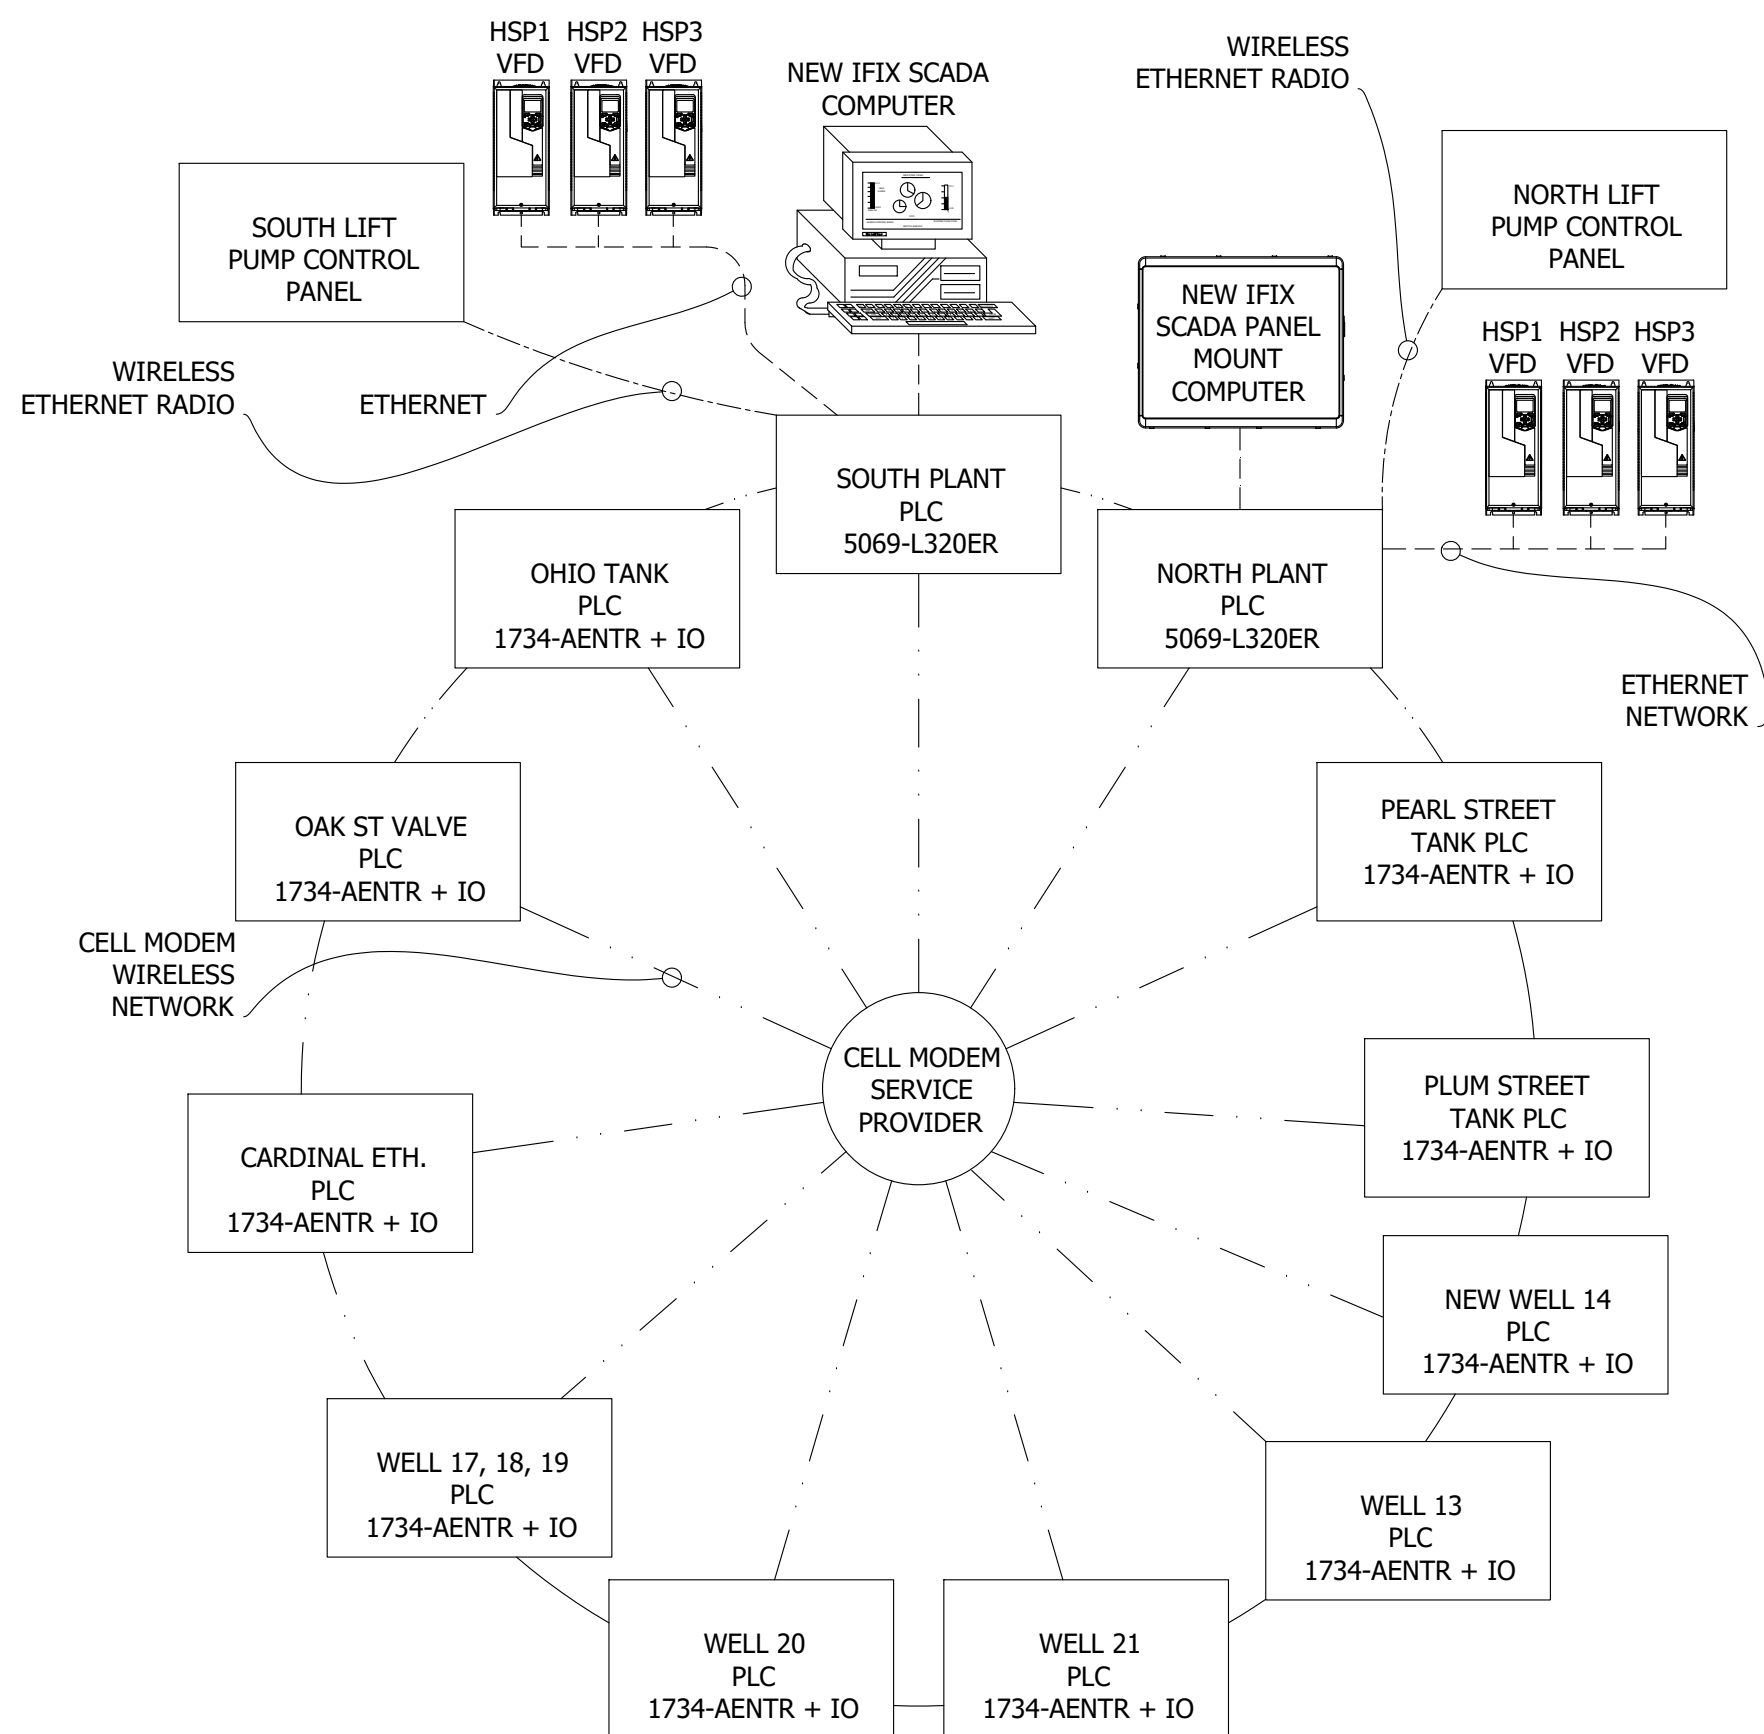 HSP1
VFD
HSP2
VFD
HSP3
VFD
NEW IFIX SCADA
COMPUTER
WIRELESS
ETHERNET RADIO
SOUTH LIFT
PUMP CONTROL
PANEL
NORTH LIFT
PUMP CONTROL
PANEL
NEW IFIX
SCADA PANEL
MOUNT
COMPUTER
HSP1
VFD
HSP2
VFD
HSP3
VFD
WIRELESS
ETHERNET RADIO
ETHERNET
SOUTH PLANT
PLC
5069-L320ER
OHIO TANK
PLC
1734-AENTR + IO
NORTH PLANT
PLC
5069-L320ER
ETHERNET
NETWORK
OAK ST VALVE
PLC
1734-AENTR + IO
PEARL STREET
TANK PLC
1734-AENTR + IO
CELL MODEM
WIRELESS
NETWORK
CELL MODEM
SERVICE
PROVIDER
PLUM STREET
TANK PLC
1734-AENTR + IO
CARDINAL ETH.
PLC
1734-AENTR + IO
NEW WELL 14
PLC
1734-AENTR + IO
WELL 17, 18, 19
PLC
1734-AENTR + IO
WELL 13
PLC
1734-AENTR + IO
WELL 20
PLC
1734-AENTR + IO
WELL 21
PLC
1734-AENTR + IO